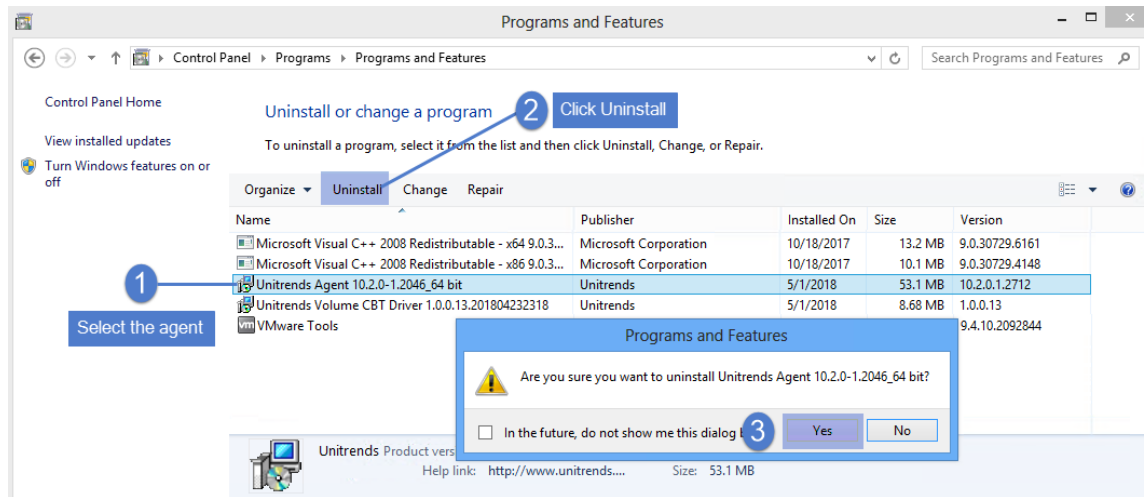 Programs and Features
Control Panel Programs Programs and Features
Search Programs and Features
Control Panel Home
View installed updates
Turn Windows features on or
off
Uninstall or change a program
2 Click Uninstall
To uninstall a program, select it from the list and then click Uninstall, Change, or Repair.
Organize Uninstall Change Repair
Name Publisher Installed On Size Version
Microsoft Visual C++ 2008 Redistributable - x64 9.0.3... Microsoft Corporation 10/18/2017 13.2 MB 9.0.30729.6161
Microsoft Visual C++ 2008 Redistributable - x86 9.0.3... Microsoft Corporation 10/18/2017 10.1 MB 9.0.30729.4148
1 Unitrends Agent 10.2.0-1.2046_64 bit Unitrends 5/1/2018 53.1 MB 10.2.0.1.2712
Unitrends Volume CBT Driver 1.0.0.13.201804232318 Unitrends 5/1/2018 8.68 MB 1.0.0.13
Select the agent
VMware Tools 9.4.10.2092844
Programs and Features
Are you sure you want to uninstall Unitrends Agent 10.2.0-1.2046_64 bit?
In the future, do not show me this dialog 3 Yes No
Unitrends Product vers
Help link: http://www.unitrends.... Size: 53.1 MB